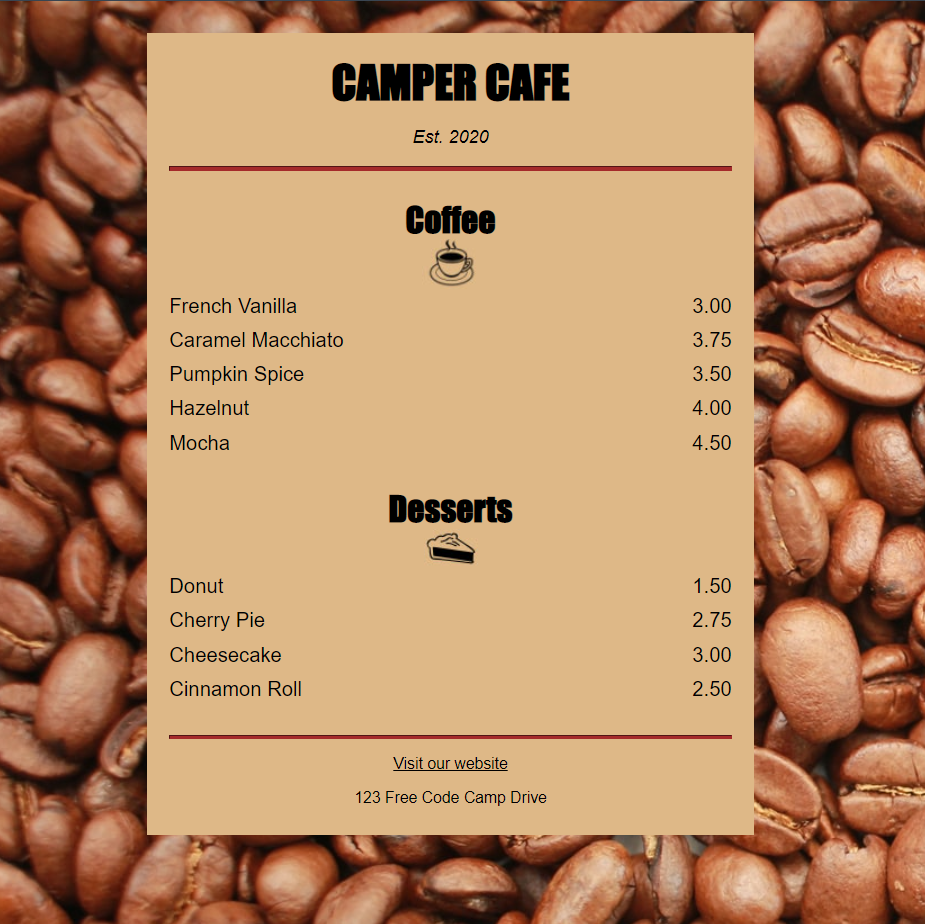 CAMPER CAFE
Est. 2020
Coffee
French Vanilla 3.00
Caramel Macchiato 3.75
Pumpkin Spice 3.50
Hazelnut 4.00
Mocha 4.50
Desserts
Donut 1.50
Cherry Pie 2.75
Cheesecake 3.00
Cinnamon Roll 2.50
Visit our website
123 Free Code Camp Drive